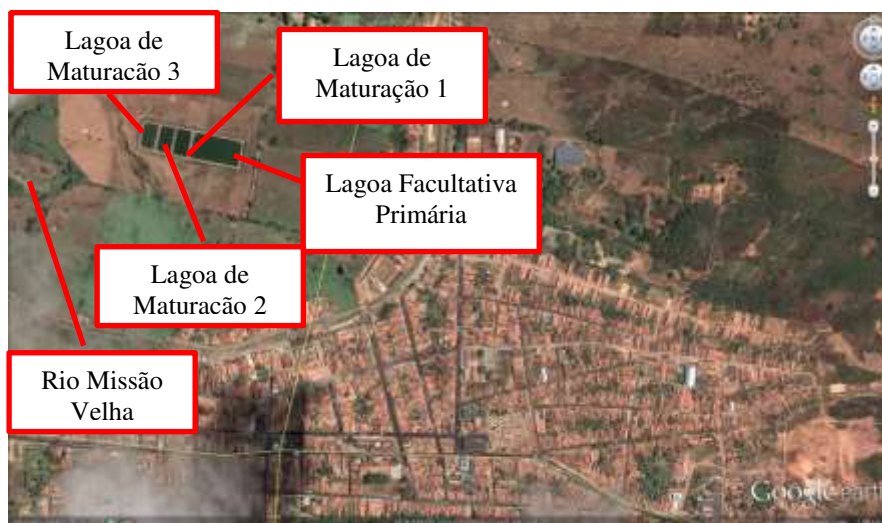 Lagoa de
Maturacão 3
Lagoa de
Maturação 1
Lagoa Facultativa
Primária
Lagoa de
Maturacão 2
Rio Missão
Velha
Google earth